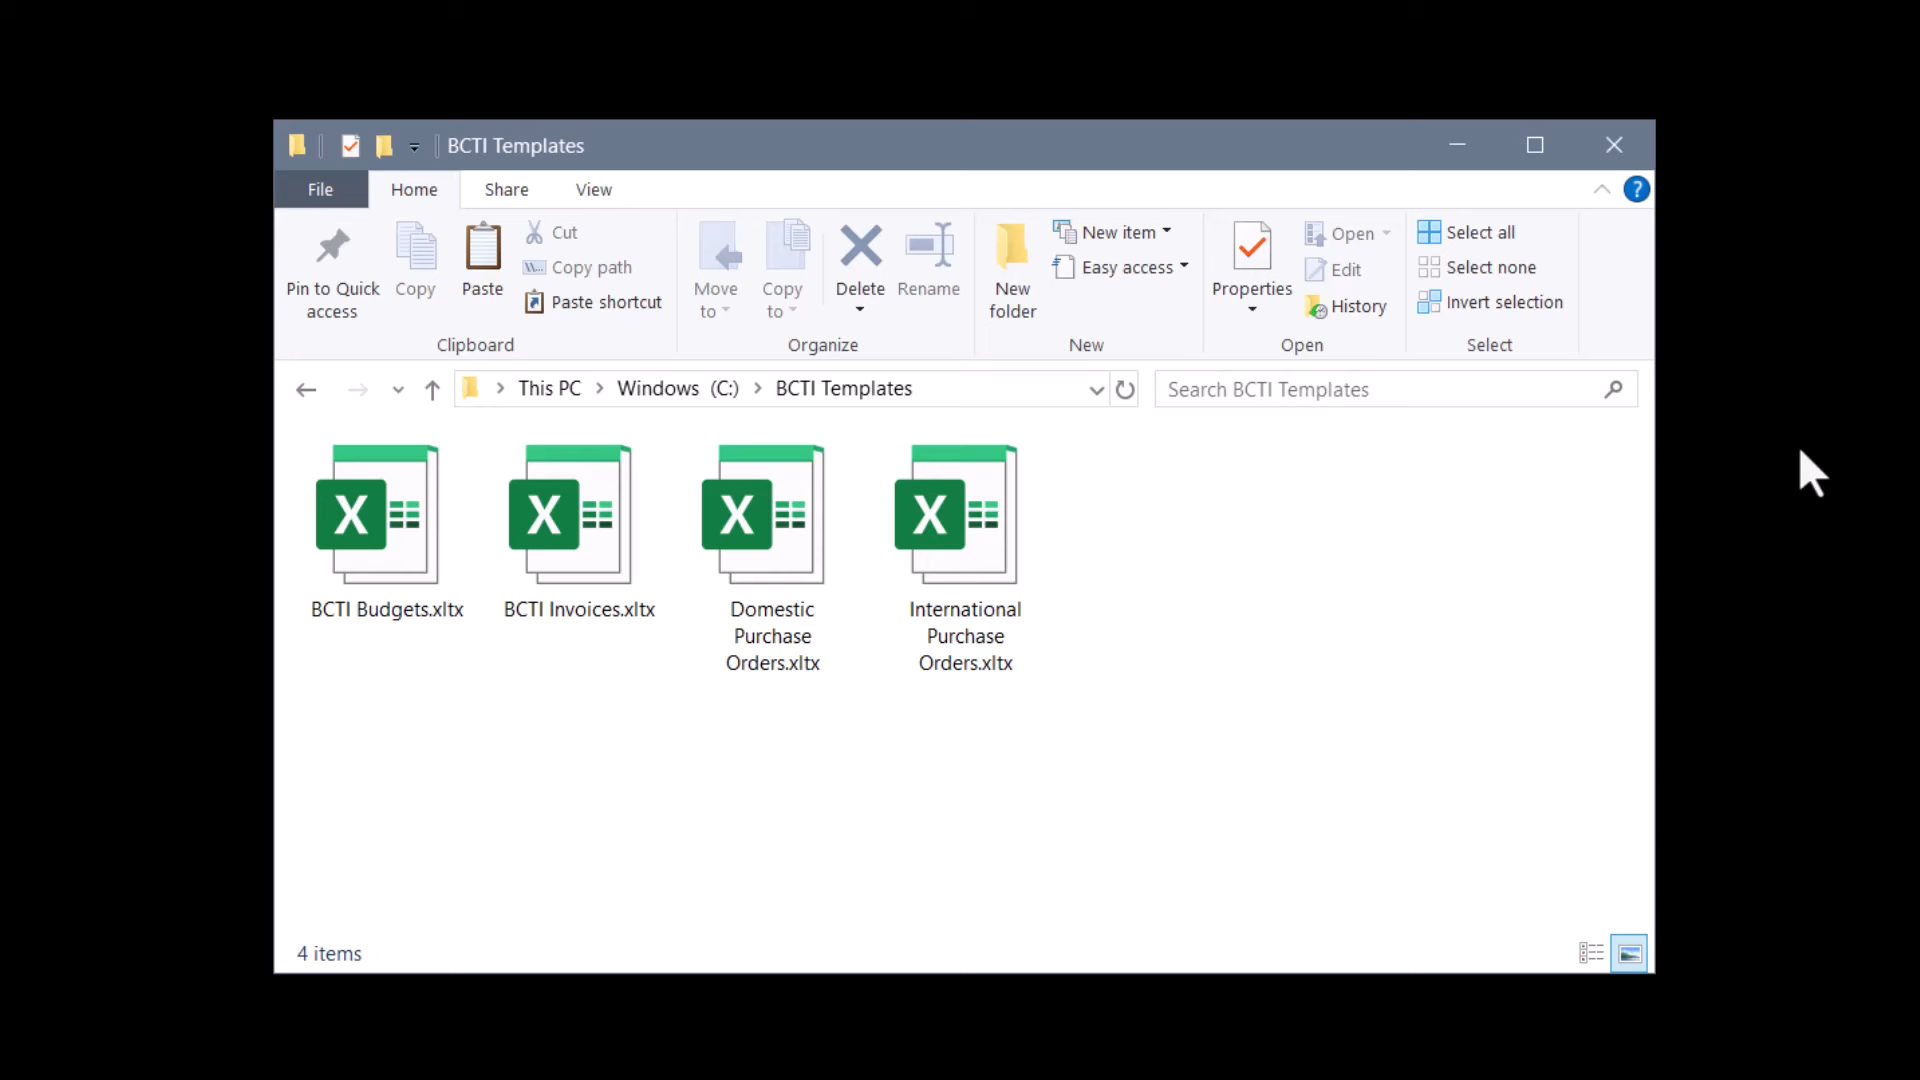 BCTI Templates
File Home Share View
?
Pin to Quick access
Copy
Paste
Cut
Copy path
Paste shortcut
Clipboard
Move to
Copy to
Delete
Rename
Organize
New folder
New item
Easy access
New
Properties
Open
Edit
History
Open
Select all
Select none
Invert selection
Select
This PC > Windows (C:) > BCTI Templates
Search BCTI Templates
X
X
X
X
BCTI Budgets.xltx
BCTI Invoices.xltx
Domestic
Purchase
Orders.xltx
International
Purchase
Orders.xltx
4 items